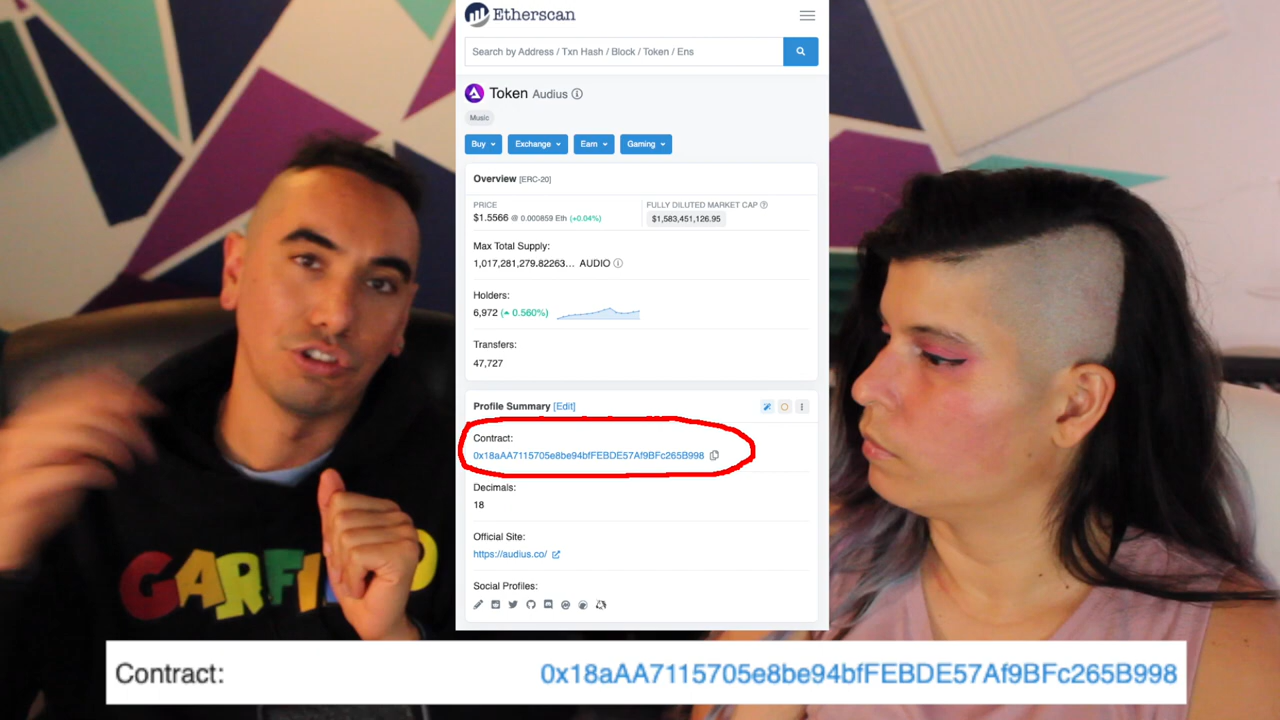 Etherscan
Search by Address / Txn Hash / Block / Token / Ens
Token Audius
Music
Buy Exchange Earn Gaming
Overview [ERC-20]
PRICE
$1.5566 @ 0.000859 Eth (+0.04%)
FULLY DILUTED MARKET CAP
$1,583,451,126.95
Max Total Supply:
1,017,281,279.82263... AUDIO
Holders:
6,972 (0.560%)
Transfers:
47,727
Profile Summary [Edit]
Contract:
0x18aAA7115705e8be94bfFEBDE57Af9BFc265B998
Decimals:
18
Official Site:
https://audius.co/
Social Profiles:
GARFI
Contract: 0x18aAA7115705e8be94bfFEBDE57Af9BFc265B998